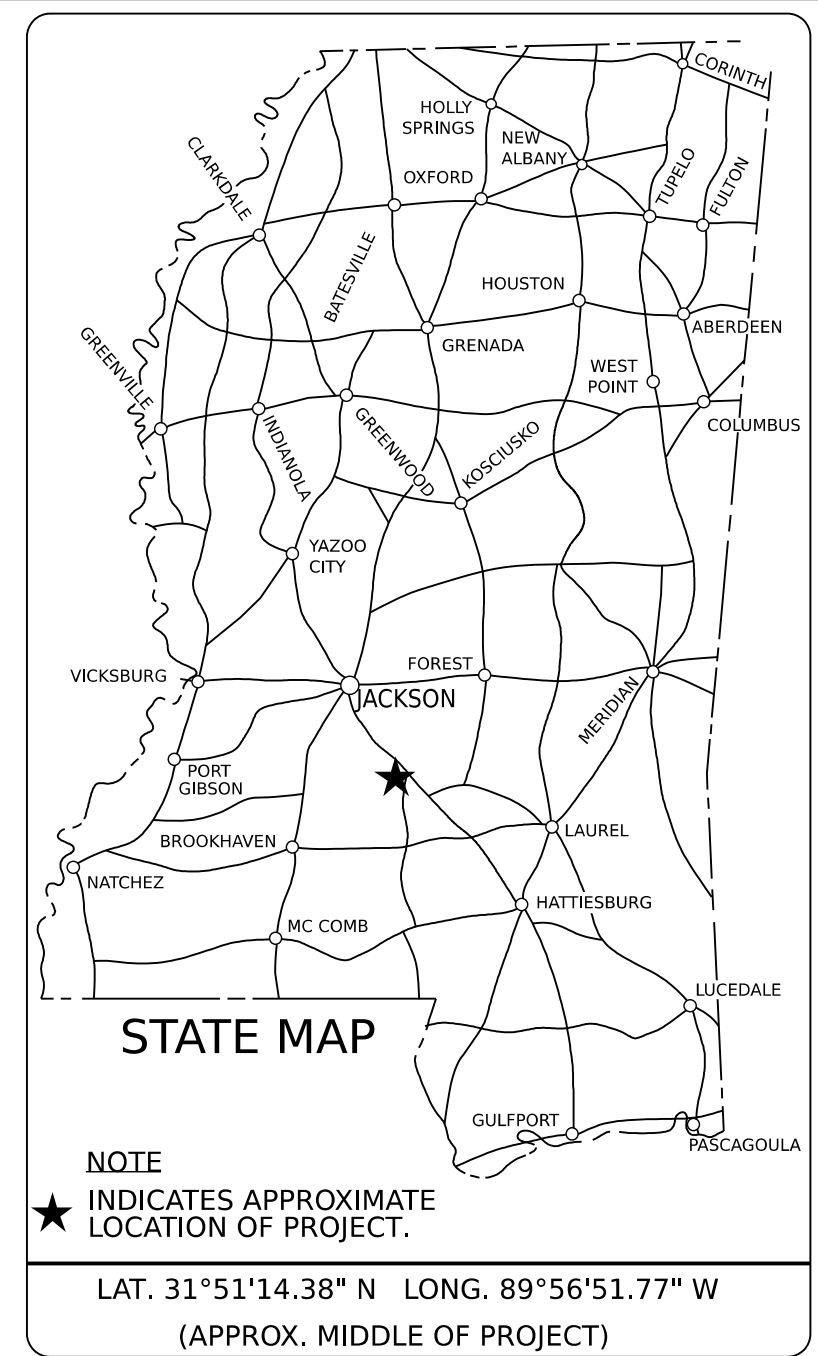 CORINTH
HOLLY
SPRINGS
NEW
ALBANY
CLARKDALE
OXFORD
TUPELO
FULTON
BATESVILLE
HOUSTON
ABERDEEN
GREENVILLE
GRENADA
WEST
POINT
COLUMBUS
INDIANOLA
GREENWOOD
KOSCIUSKO
YAZOO
CITY
VICKSBURG
FOREST
JACKSON
MERIDIAN
PORT
GIBSON
BROOKHAVEN
LAUREL
NATCHEZ
HATTIESBURG
MC COMB
LUCEDALE
STATE MAP
GULFPORT
PASCAGOULA
NOTE
INDICATES APPROXIMATE
LOCATION OF PROJECT.
LAT. 31°51'14.38" N LONG. 89°56'51.77" W
(APPROX. MIDDLE OF PROJECT)